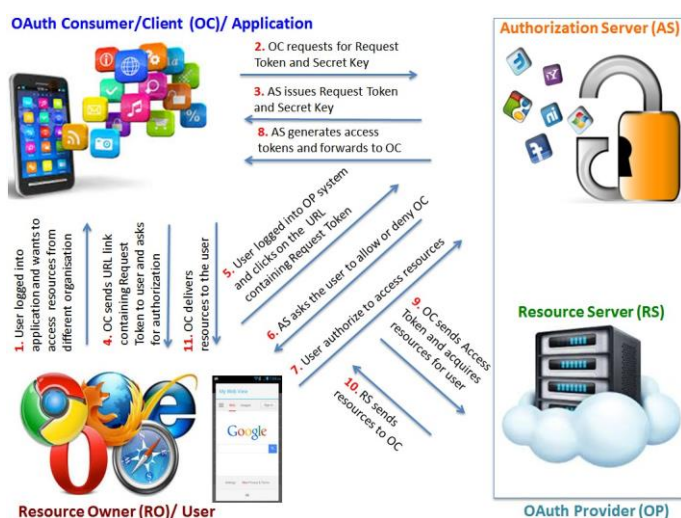 OAuth Consumer/Client (OC)/ Application
Authorization Server (AS)
2. OC requests for Request
Token and Secret Key
3. AS issues Request Token
and Secret Key
8. AS generates access
tokens and forwards to OC
1. User logged into
application and wants to
access resources from
different organisation
4. OC sends URL link
containing Request
Token to user and asks
for authorization
11. OC delivers
resources to the user
5. User logged into OP system
and clicks on the URL
containing Request Token
6. AS asks the user to allow or deny OC
7. User authorize to access resources
9. OC sends Access
Token and acquires
resources for user
10. RS sends
resources to OC
Resource Server (RS)
My Web View
Google
Resource Owner (RO)/ User
OAuth Provider (OP)